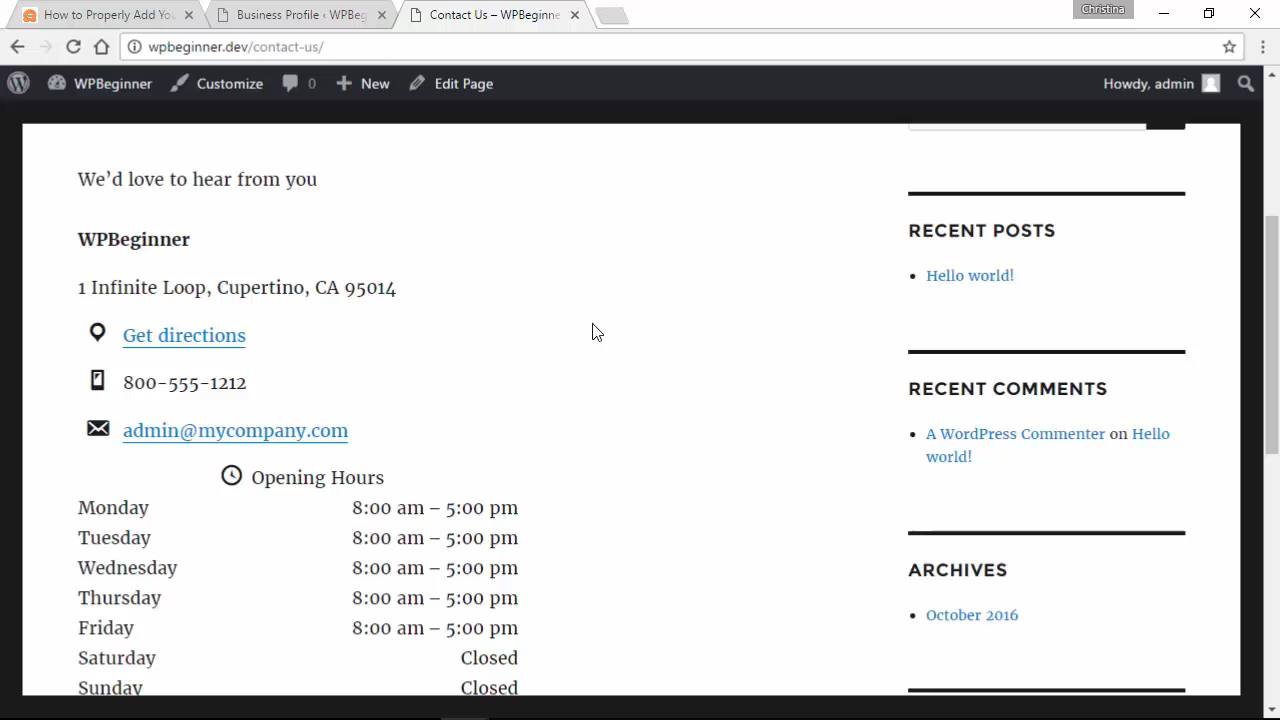 How to Properly Add You
Business Profile ‹ WPBeg
Contact Us – WPBeginne
Christina
wpbeginner.dev/contact-us/
WPBeginner
Customize
0
New
Edit Page
Howdy, admin
We’d love to hear from you
WPBeginner
1 Infinite Loop, Cupertino, CA 95014
Get directions
800-555-1212
admin@mycompany.com
Opening Hours
Monday 8:00 am – 5:00 pm
Tuesday 8:00 am – 5:00 pm
Wednesday 8:00 am – 5:00 pm
Thursday 8:00 am – 5:00 pm
Friday 8:00 am – 5:00 pm
Saturday Closed
Sunday Closed
RECENT POSTS
Hello world!
RECENT COMMENTS
A WordPress Commenter on Hello
world!
ARCHIVES
October 2016